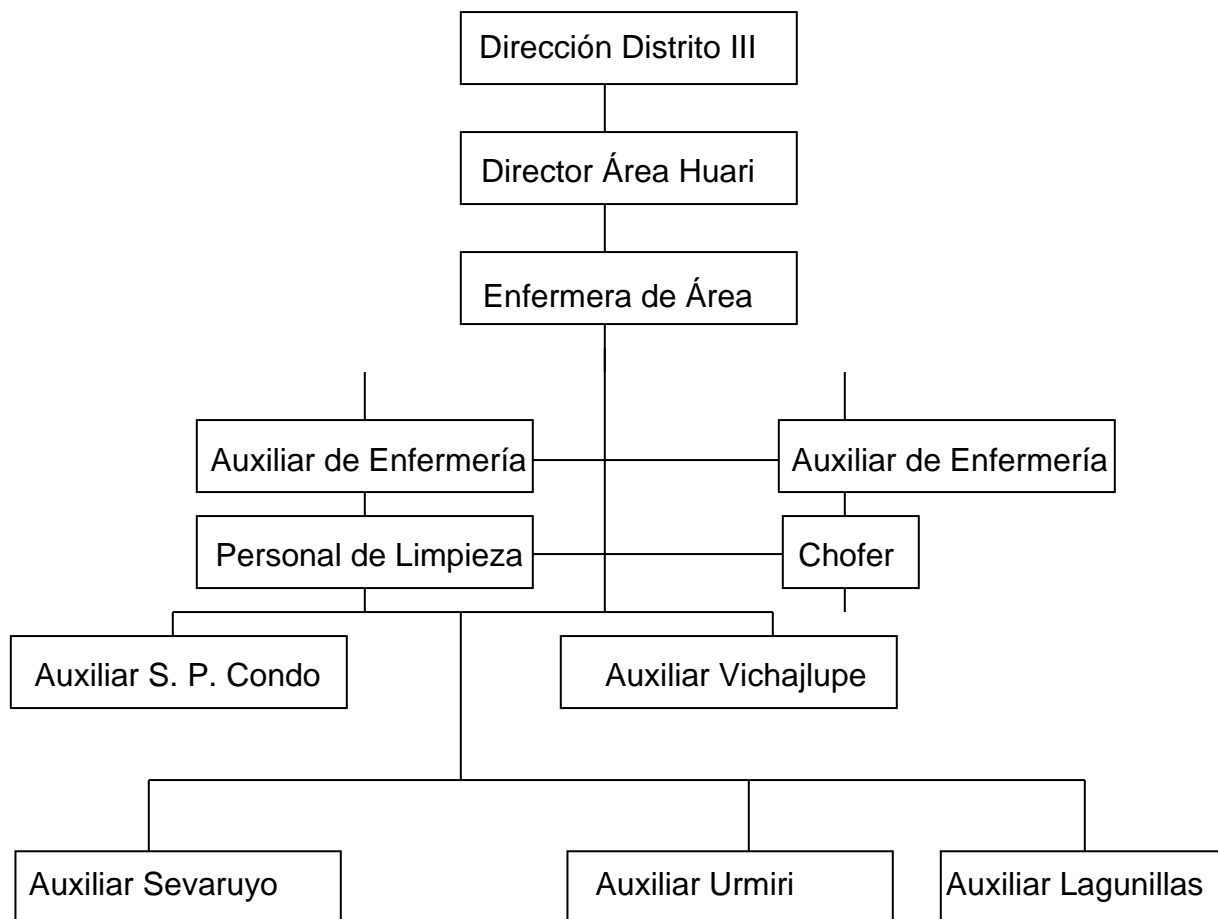 Dirección Distrito III
Director Área Huari
Enfermera de Área
Auxiliar de Enfermería
Auxiliar de Enfermería
Personal de Limpieza
Chofer
Auxiliar S. P. Condo
Auxiliar Vichajlupe
Auxiliar Sevaruyo
Auxiliar Urmiri
Auxiliar Lagunillas